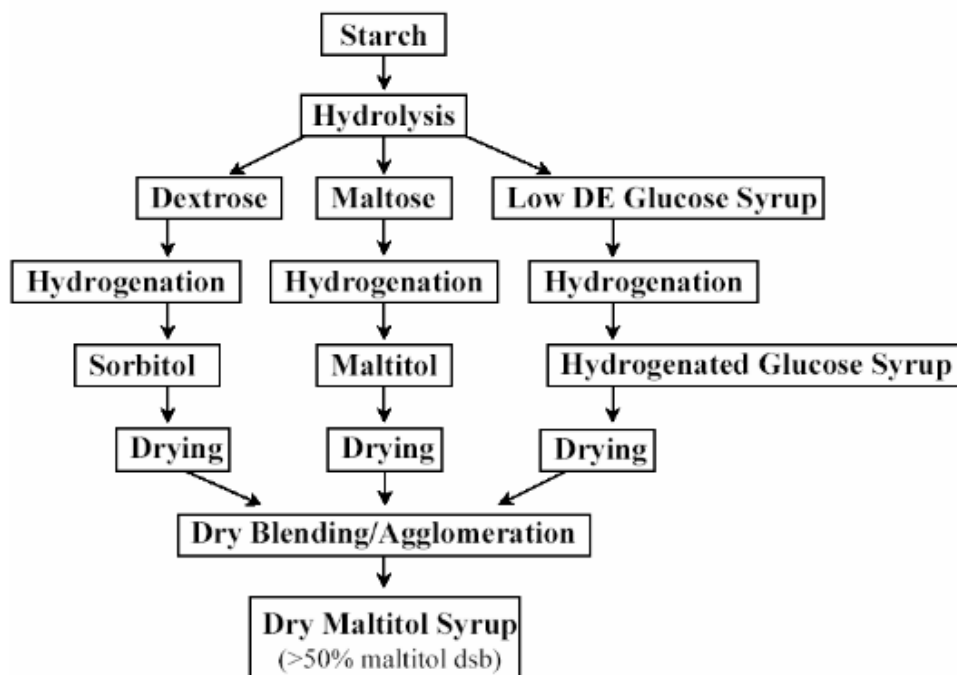 Starch
Hydrolysis
Dextrose
Maltose
Low DE Glucose Syrup
Hydrogenation
Hydrogenation
Hydrogenation
Sorbitol
Maltitol
Hydrogenated Glucose Syrup
Drying
Drying
Drying
Dry Blending/Agglomeration
Dry Maltitol Syrup
(>50% maltitol dsb)